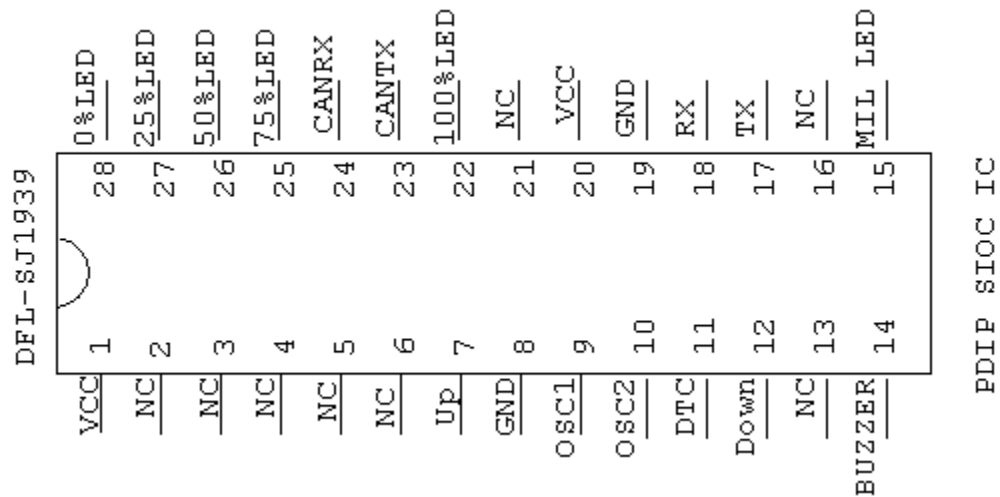 0%LED
25%LED
50%LED
75%LED
CANRX
CANTX
100%LED
NC
VCC
GND
RX
TX
NC
MIL LED
28
27
26
25
24
23
22
21
20
19
18
17
16
15
DFL-SJ1939
PDIP SIOC IC
1
2
3
4
5
6
7
8
9
10
11
12
13
14
VCC
NC
NC
NC
NC
NC
Up
GND
OSC1
OSC2
DTC
Down
NC
BUZZER